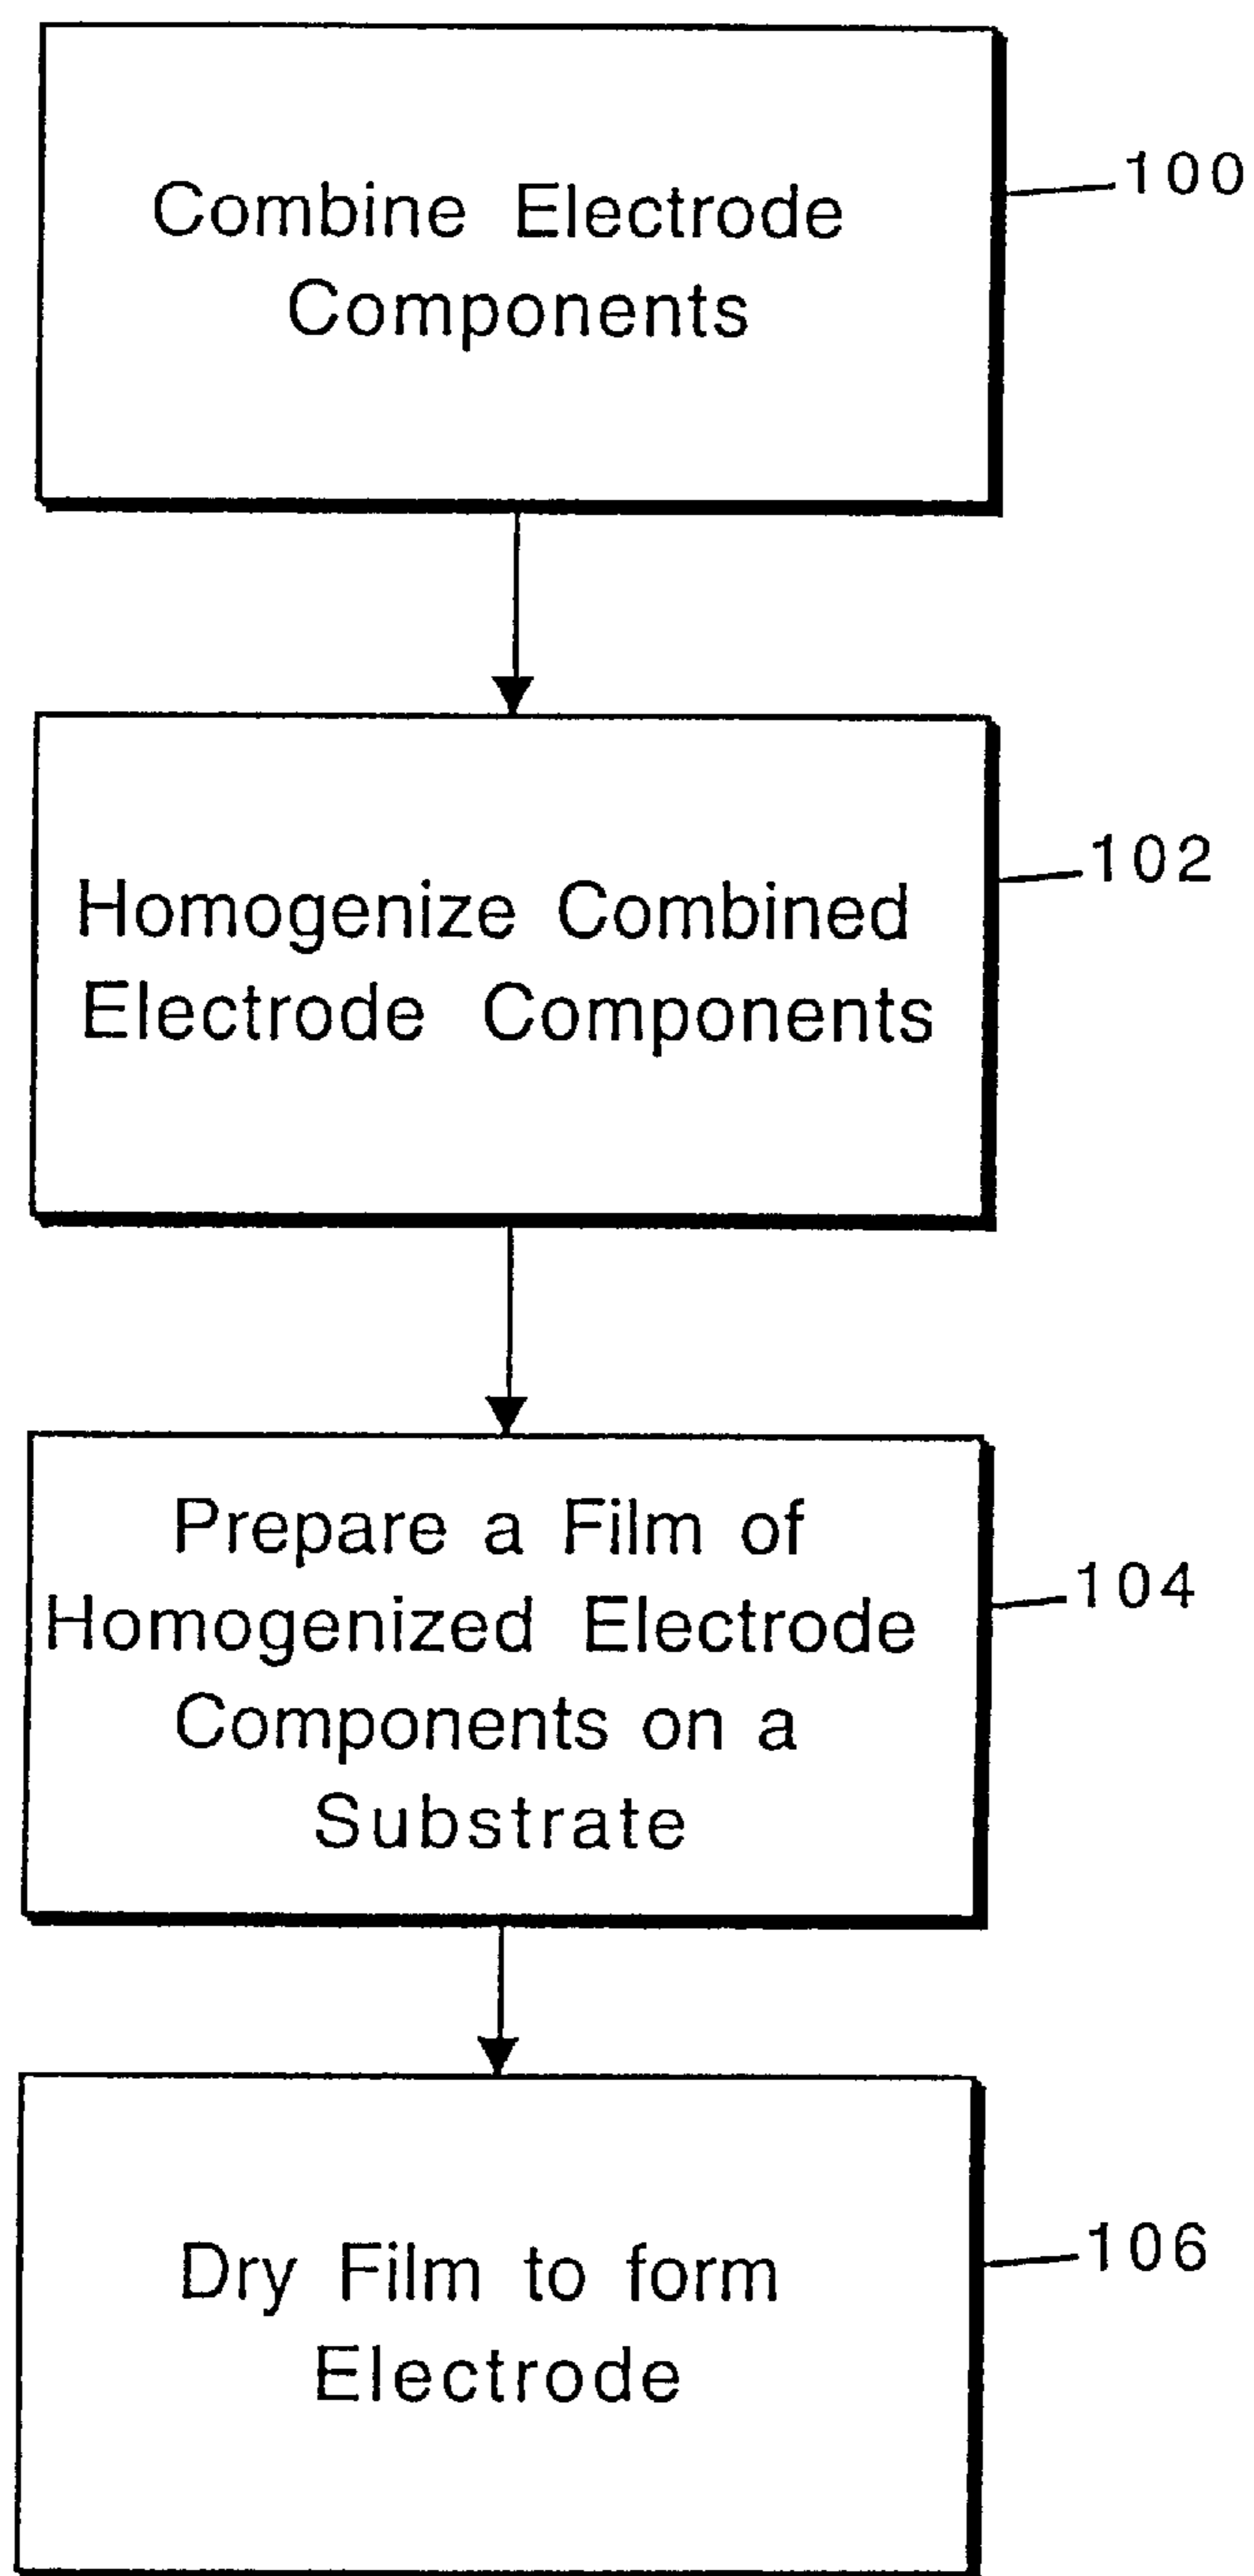 Combine Electrode
Components
100
Homogenize Combined
Electrode Components
102
Prepare a Film of
Homogenized Electrode
Components on a
Substrate
104
Dry Film to form
Electrode
106